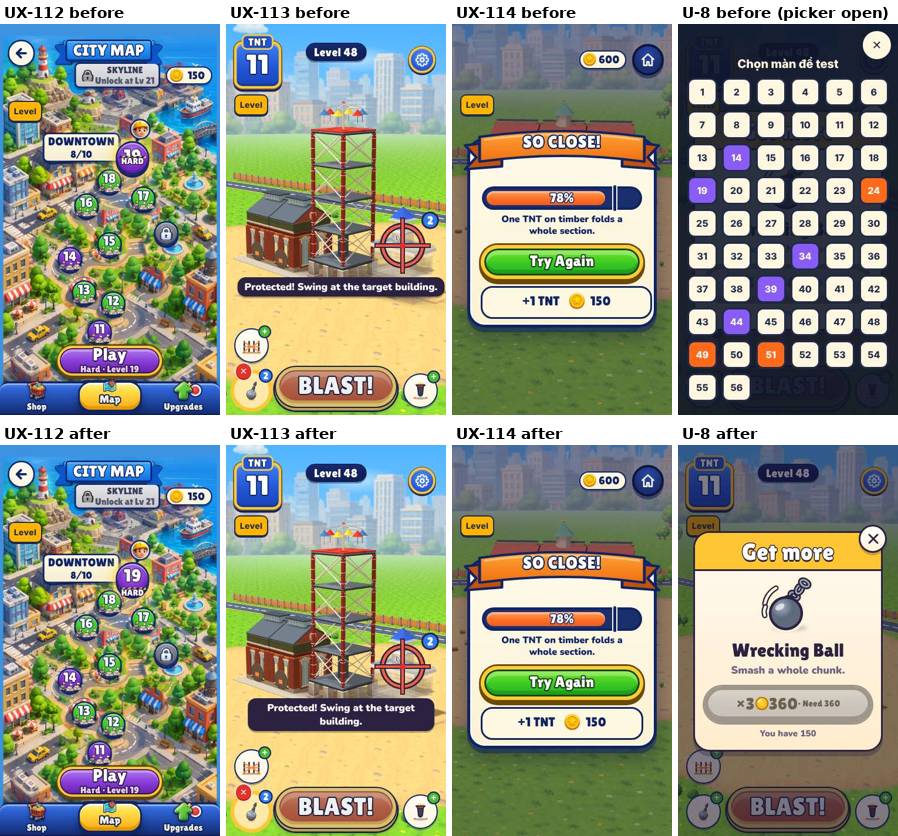 UX-112 before
CITY MAP
SKYLINE
Unlock at Lv 21
150
Level
DOWNTOWN
8/10
HARD
18
17
16
15
14
13
12
11
Play
Hard · Level 19
Shop
Map
Upgrades
UX-113 before
TNT
11
Level 48
Level
2
Protected! Swing at the target building.
2
BLAST!
UX-114 before
600
Level
SO CLOSE!
78%
One TNT on timber folds a
whole section.
Try Again
+1 TNT 150
U-8 before (picker open)
Chọn màn để test
1 2 3 4 5 6
7 8 9 10 11 12
13 14 15 16 17 18
19 20 21 22 23 24
25 26 27 28 29 30
31 32 33 34 35 36
37 38 39 40 41 42
43 44 45 46 47 48
49 50 51 52 53 54
55 56
UX-112 after
CITY MAP
SKYLINE
Unlock at Lv 21
150
Level
DOWNTOWN
8/10
19
HARD
18
17
16
15
14
13
12
11
Play
Hard · Level 19
Shop
Map
Upgrades
UX-113 after
TNT
11
Level 48
Level
2
Protected! Swing at the target
building.
2
BLAST!
UX-114 after
600
Level
SO CLOSE!
78%
One TNT on timber folds a
whole section.
Try Again
+1 TNT 150
U-8 after
TNT
11
Level 48
Level
Get more
Wrecking Ball
Smash a whole chunk.
×3 360 · Need 360
You have 150
BLAST!